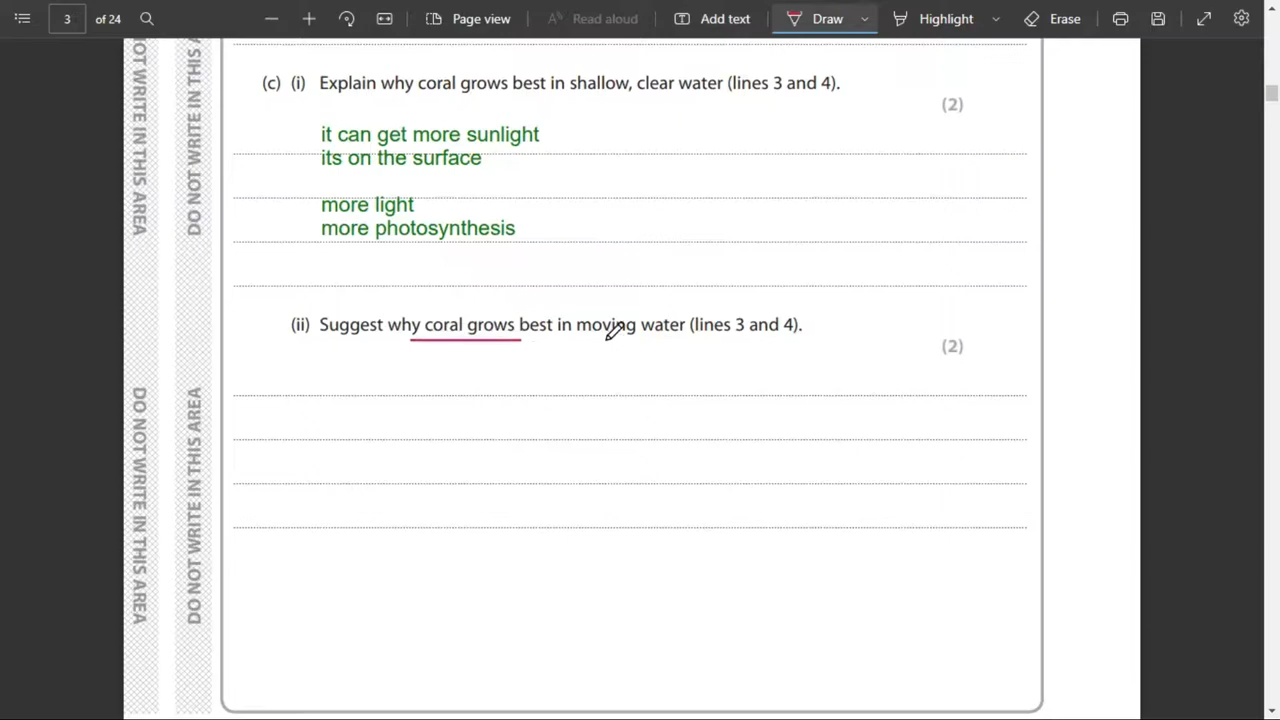 3 of 24 Page view Read aloud Add text Draw Highlight Erase
(c) (i) Explain why coral grows best in shallow, clear water (lines 3 and 4).
(2)
it can get more sunlight
its on the surface
more light
more photosynthesis
(ii) Suggest why coral grows best in moving water (lines 3 and 4).
(2)
NOT WRITE IN THIS AREA
DO NOT WRITE IN THIS A
DO NOT WRITE IN THIS AREA
DO NOT WRITE IN THIS AREA